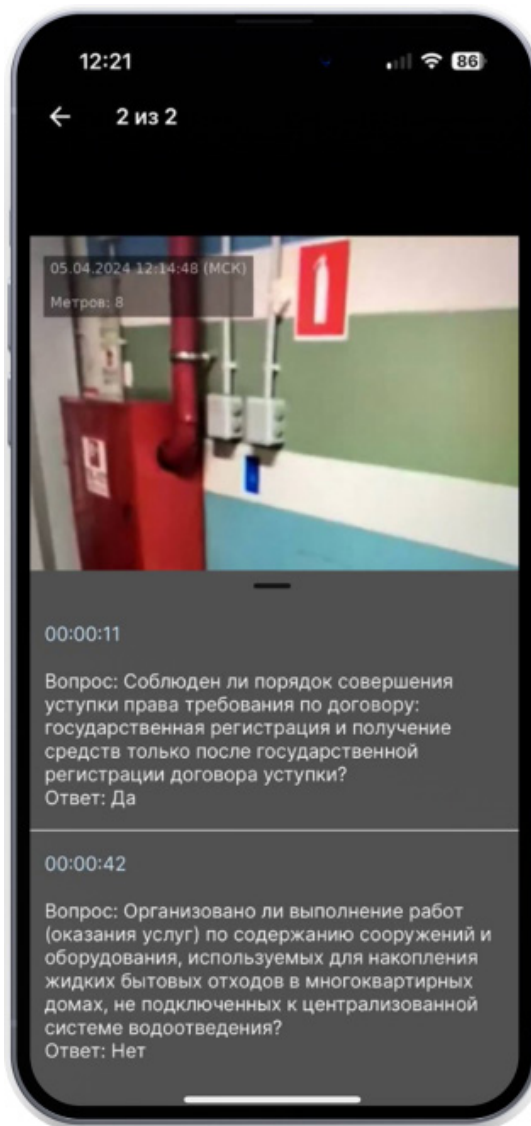 12:21
86
2 из 2
05.04.2024 12:14:48 (МСК)
Метров: 8
00:00:11
Вопрос: Соблюден ли порядок совершения
уступки права требования по договору:
государственная регистрация и получение
средств только после государственной
регистрации договора уступки?
Ответ: Да
00:00:42
Вопрос: Организовано ли выполнение работ
(оказания услуг) по содержанию сооружений и
оборудования, используемых для накопления
жидких бытовых отходов в многоквартирных
домах, не подключенных к централизованной
системе водоотведения?
Ответ: Нет